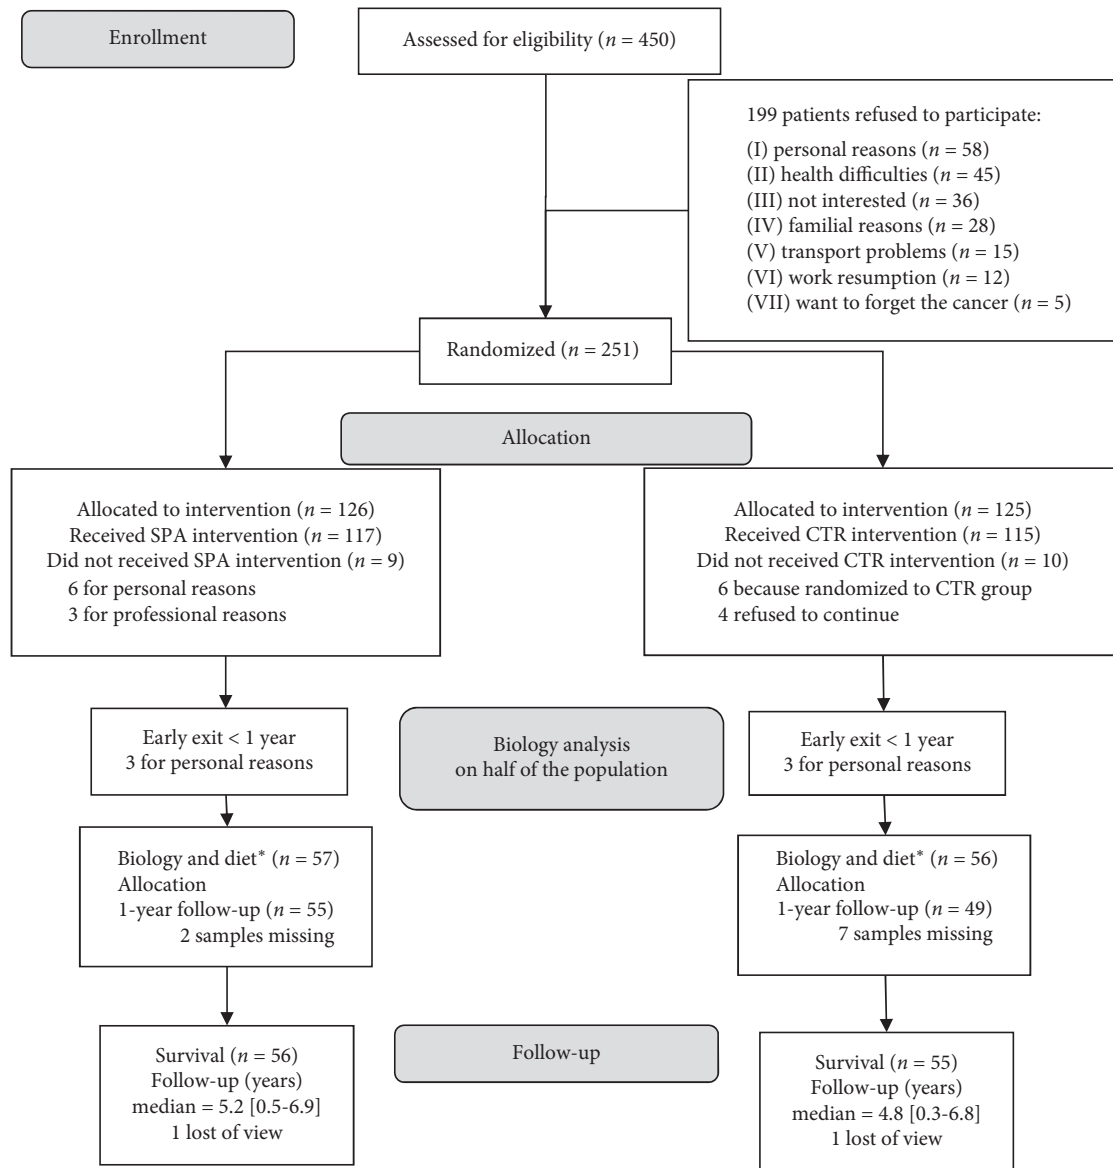 Enrollment
Assessed for eligibility (n = 450)
199 patients refused to participate:
(I) personal reasons (n = 58)
(II) health difficulties (n = 45)
(III) not interested (n = 36)
(IV) familial reasons (n = 28)
(V) transport problems (n = 15)
(VI) work resumption (n = 12)
(VII) want to forget the cancer (n = 5)
Randomized (n = 251)
Allocation
Allocated to intervention (n = 126)
Received SPA intervention (n = 117)
Did not received SPA intervention (n = 9)
6 for personal reasons
3 for professional reasons
Allocated to intervention (n = 125)
Received CTR intervention (n = 115)
Did not received CTR intervention (n = 10)
6 because randomized to CTR group
4 refused to continue
Early exit < 1 year
3 for personal reasons
Biology analysis
on half of the population
Early exit < 1 year
3 for personal reasons
Biology and diet* (n = 57)
Allocation
1-year follow-up (n = 55)
2 samples missing
Biology and diet* (n = 56)
Allocation
1-year follow-up (n = 49)
7 samples missing
Survival (n = 56)
Follow-up (years)
median = 5.2 [0.5-6.9]
1 lost of view
Follow-up
Survival (n = 55)
Follow-up (years)
median = 4.8 [0.3-6.8]
1 lost of view